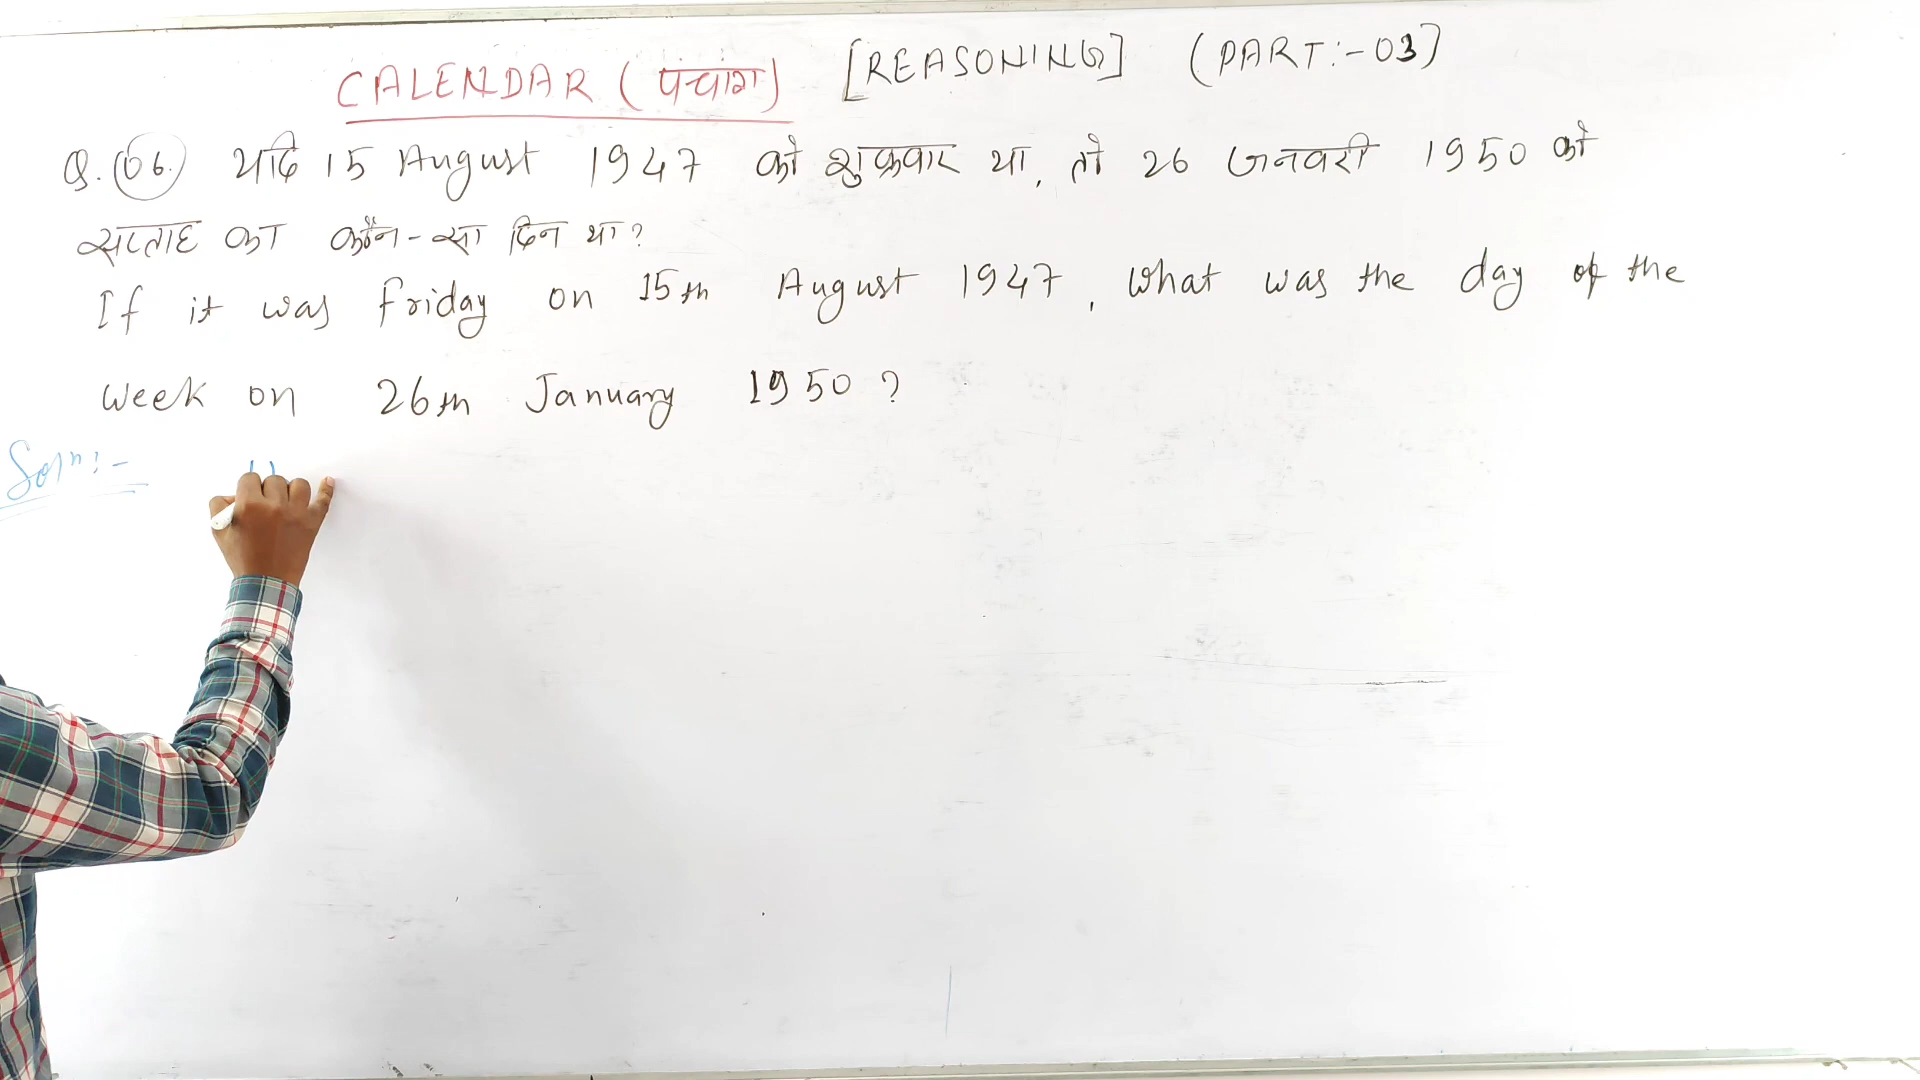 CALENDAR (पंचांग) [REASONING] (PART:-03)
Q. 06. यदि 15 August 1947 को शुक्रवार था, तो 26 जनवरी 1950 को
सप्ताह का कौन-सा दिन था?
If it was Friday on 15th August 1947, What was the day of the
Week on 26th January 1950?
Solⁿ:-